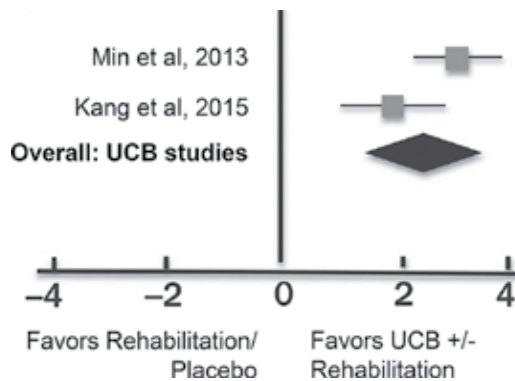 Min et al, 2013
Kang et al, 2015
Overall: UCB studies
–4 –2 0 2 4
Favors Rehabilitation/ Favors UCB +/-
Placebo Rehabilitation